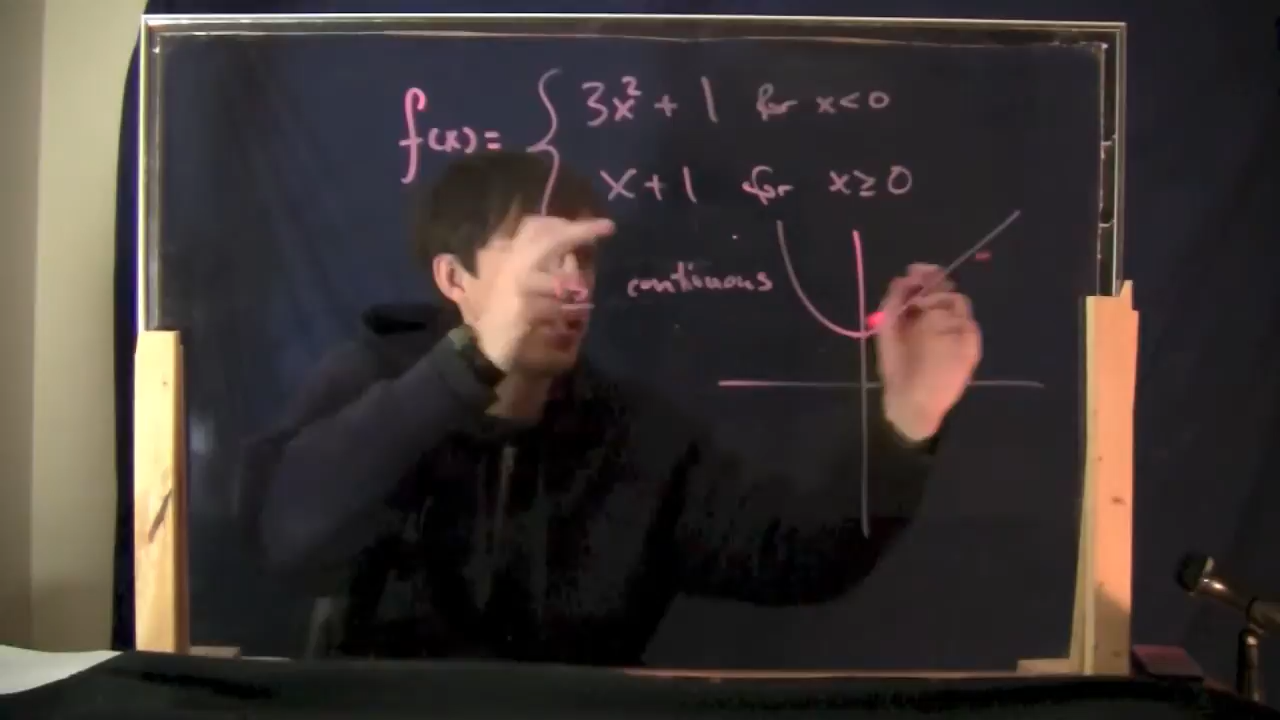 f(x) = { 3x² + 1 for x < 0
x + 1 for x ≥ 0
continuous